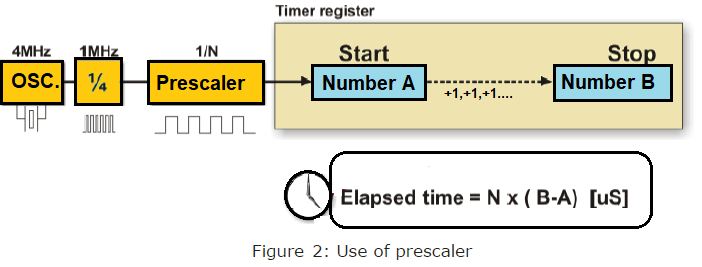 Timer register
4MHz 1MHz 1/N
Start Stop
OSC. ¼ Prescaler Number A Number B
+1,+1,+1....
Elapsed time = N x ( B-A) [uS]
Figure 2: Use of prescaler